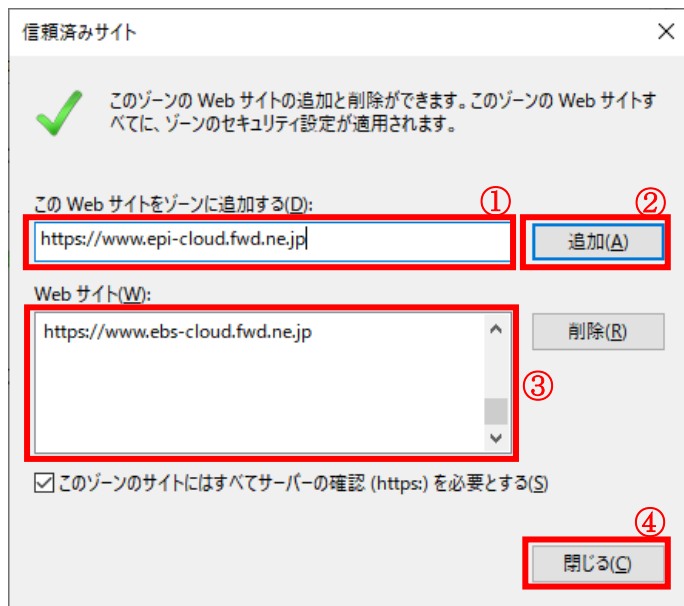 信頼済みサイト
このゾーンの Web サイトの追加と削除ができます。このゾーンの Web サイトす
べてに、ゾーンのセキュリティ設定が適用されます。
この Web サイトをゾーンに追加する(D):
①
②
https://www.epi-cloud.fwd.ne.jp
追加(A)
Web サイト(W):
https://www.ebs-cloud.fwd.ne.jp
削除(R)
③
このゾーンのサイトにはすべてサーバーの確認 (https:) を必要とする(S)
④
閉じる(C)